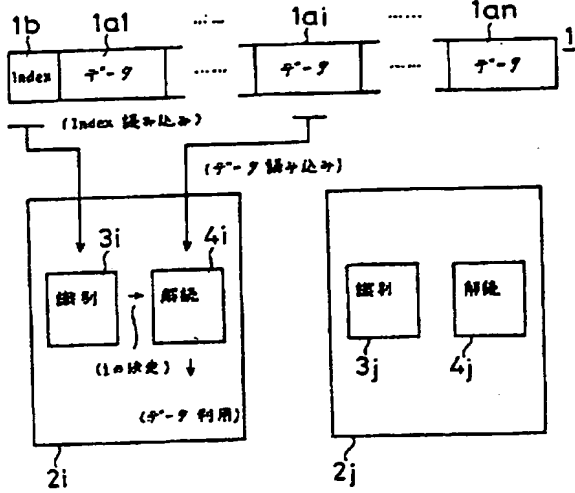 1b 1a1 ...... 1ai ...... 1an
Index データ ...... データ ...... データ 1
(Index 読み込み)
(データ読み込み)
3i 4i
識別 解読 識別 解読
3j 4j
(iの決定)
(データ利用)
2i 2j